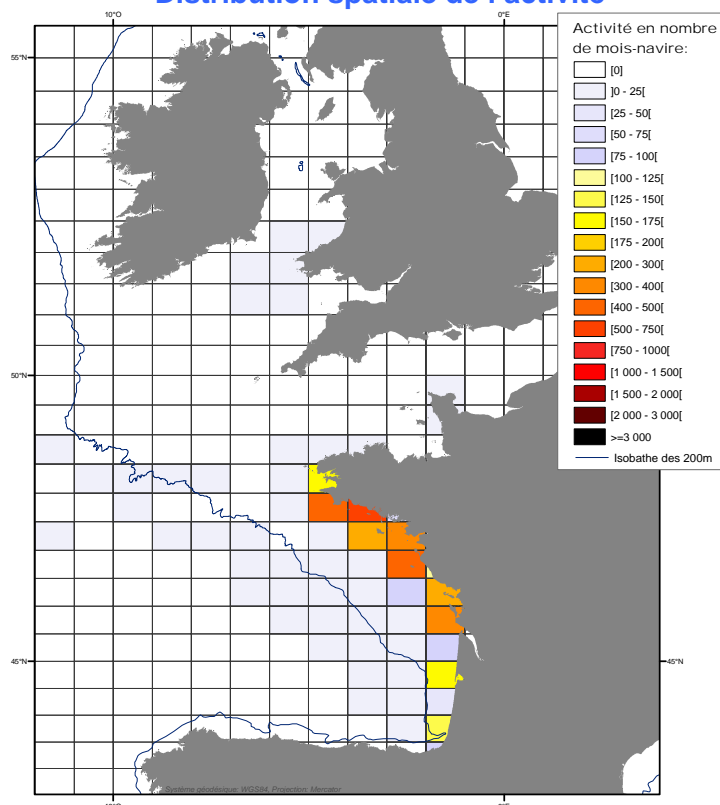 Distribution spatiale de l'activité
10°O
0°E
55°N
50°N
45°N
45°N
Activité en nombre
de mois-navire:
[0]
]0 - 25[
[25 - 50[
[50 - 75[
[75 - 100[
[100 - 125[
[125 - 150[
[150 - 175[
[175 - 200[
[200 - 300[
[300 - 400[
[400 - 500[
[500 - 750[
[750 - 1000[
[1 000 - 1 500[
[1 500 - 2 000[
[2 000 - 3 000[
>=3 000
Isobathe des 200m
Système géodésique: WGS84, Projection: Mercator